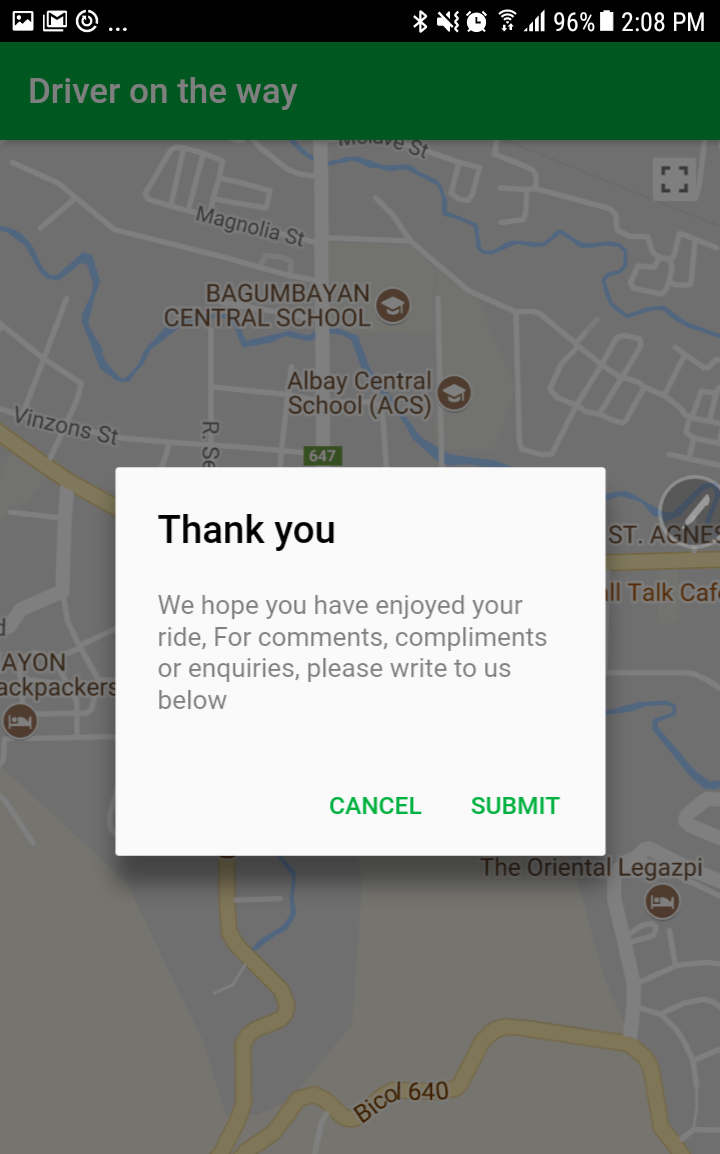 ... 96% 2:08 PM
Driver on the way
Molave St
Magnolia St
BAGUMBAYAN
CENTRAL SCHOOL
Albay Central
School (ACS)
Vinzons St
R. Se
647
ST. AGNES
ll Talk Caf
Thank you
We hope you have enjoyed your
ride, For comments, compliments
or enquiries, please write to us
below
CANCEL SUBMIT
d
AYON
ackpackers
The Oriental Legazpi
Bicol 640